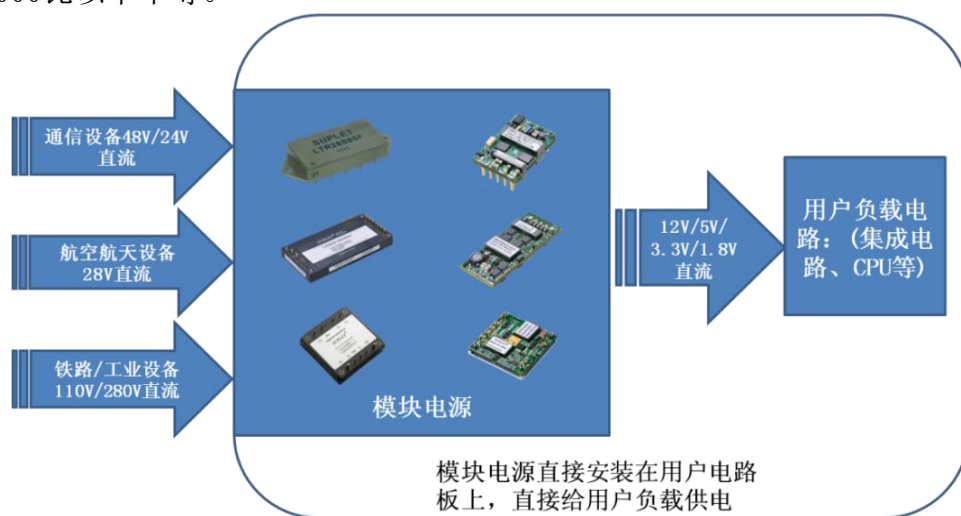 通信设备48V/24V
直流
航空航天设备
28V直流
铁路/工业设备
110V/280V直流
SUPLET
模块电源
12V/5V/
3.3V/1.8V
直流
用户负载电
路：(集成电
路、CPU等)
模块电源直接安装在用户电路
板上，直接给用户负载供电